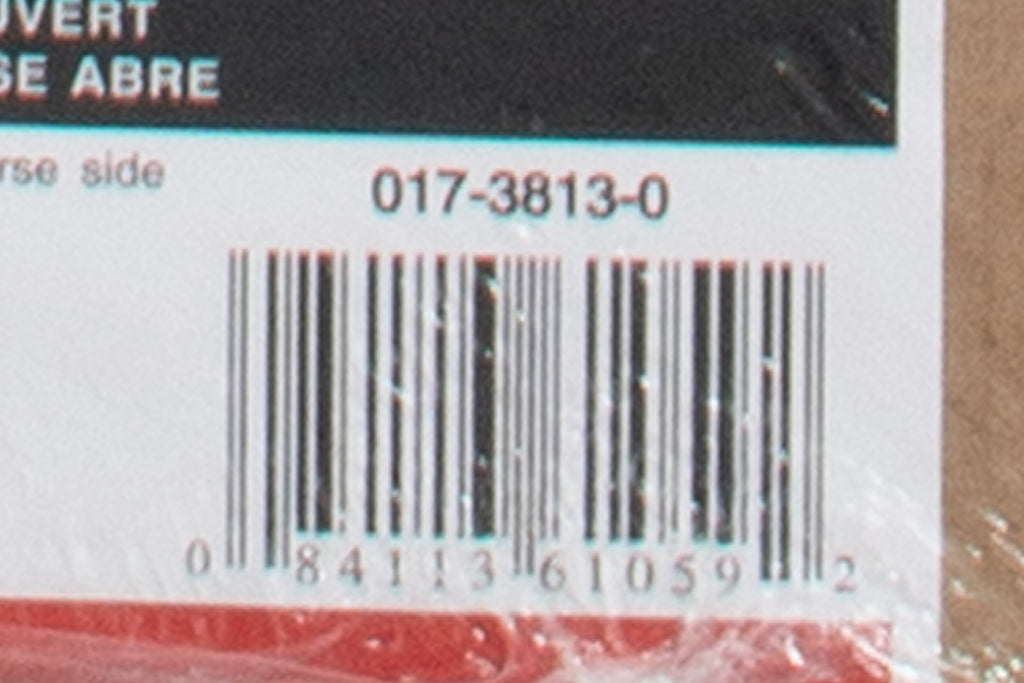 UVERT
SE ABRE
rse side
017-3813-0
0 84113 61059 2